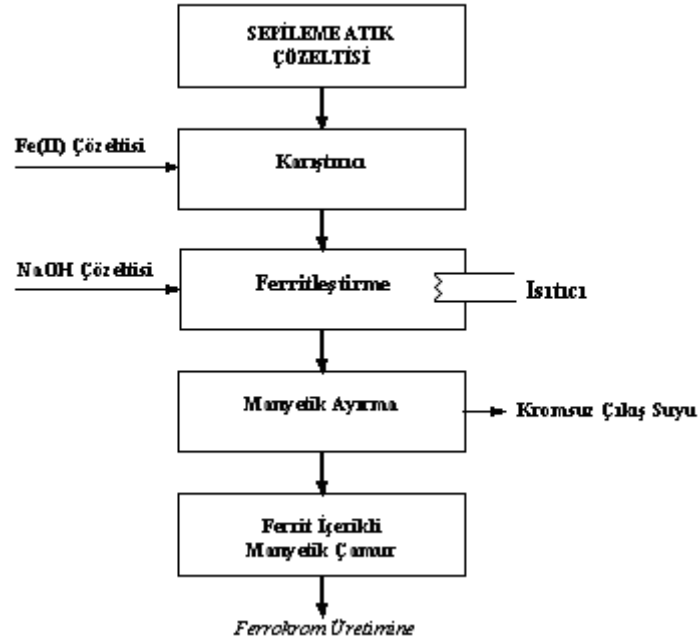 SEPİLEME ATIK
ÇÖZELTİSİ
Fe(II) Çözeltisi
Karıştırıcı
NaOH Çözeltisi
Ferritleştirme
Isıtıcı
Manyetik Ayırma
Kromsuz Çıkış Suyu
Ferrit İçerikli
Manyetik Çamur
Ferrokrom Üretimine